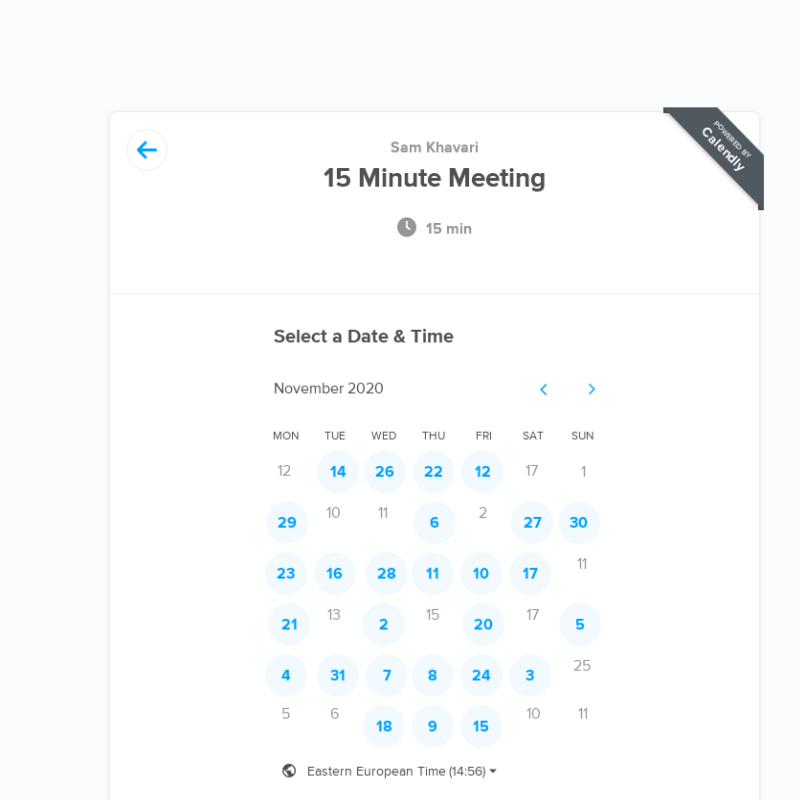 POWERED BY
Calendly
Sam Khavari
15 Minute Meeting
15 min
Select a Date & Time
November 2020
MON TUE WED THU FRI SAT SUN
12 14 26 22 12 17 1
29 10 11 6 2 27 30
23 16 28 11 10 17 11
21 13 2 15 20 17 5
4 31 7 8 24 3 25
5 6 18 9 15 10 11
Eastern European Time (14:56)